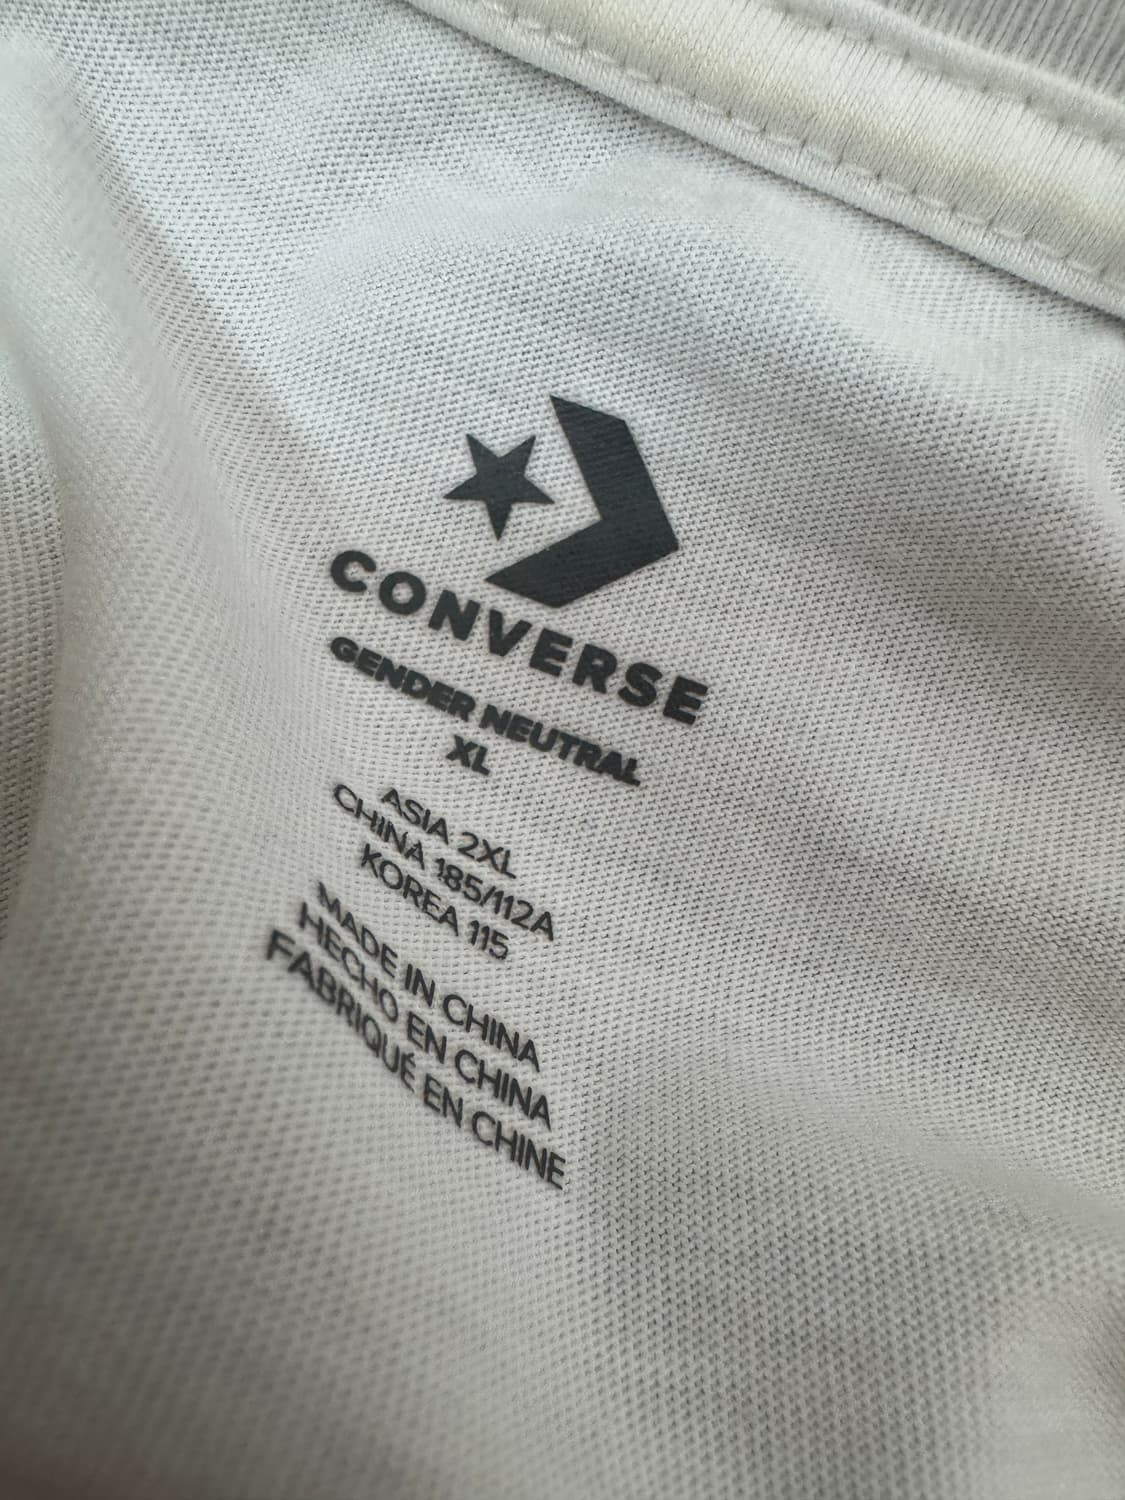 CONVERSE
GENDER NEUTRAL
XL
ASIA 2XL
CHINA 185/112A
KOREA 115
MADE IN CHINA
HECHO EN CHINA
FABRIQUÉ EN CHINE